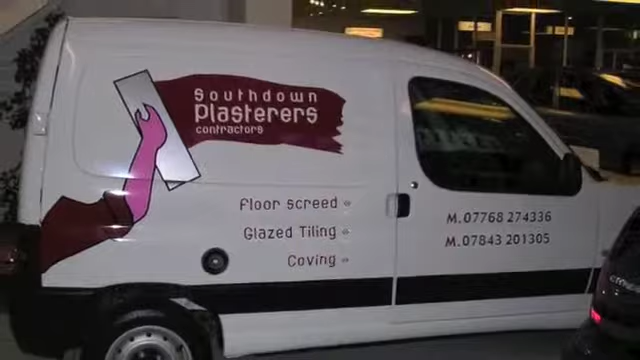 Southdown
Plasterers
contractors
Floor screed
Glazed Tiling
Coving
M. 07768 274336
M. 07843 201305